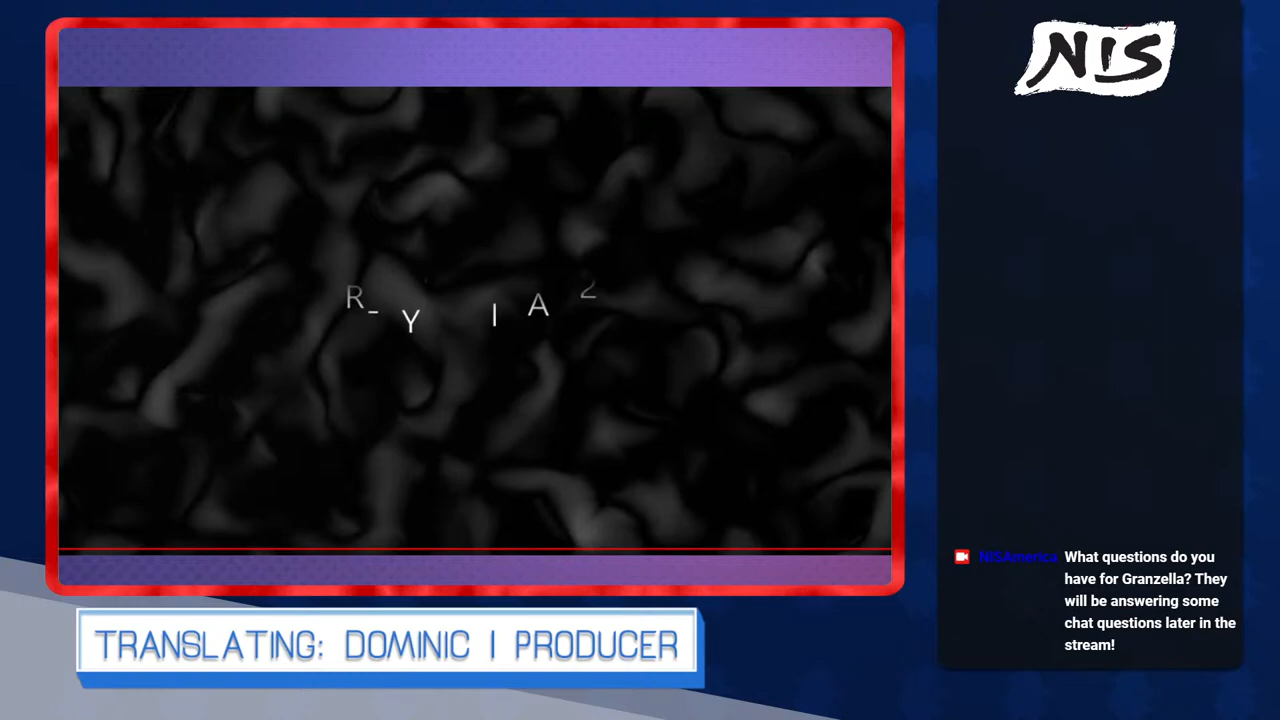 NIS
R- Y I A 2
NISAmerica What questions do you
have for Granzella? They
will be answering some
chat questions later in the
stream!
TRANSLATING: DOMINIC | PRODUCER